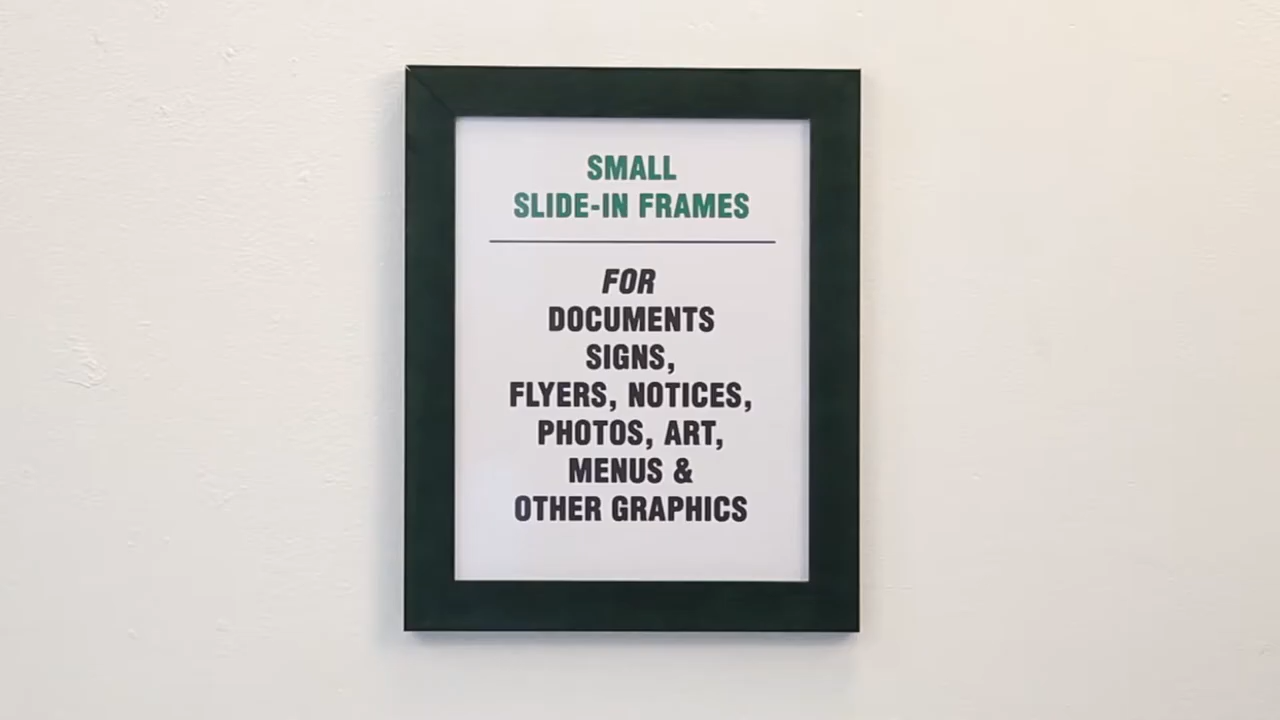 SMALL
SLIDE-IN FRAMES
FOR
DOCUMENTS
SIGNS,
FLYERS, NOTICES,
PHOTOS, ART,
MENUS &
OTHER GRAPHICS